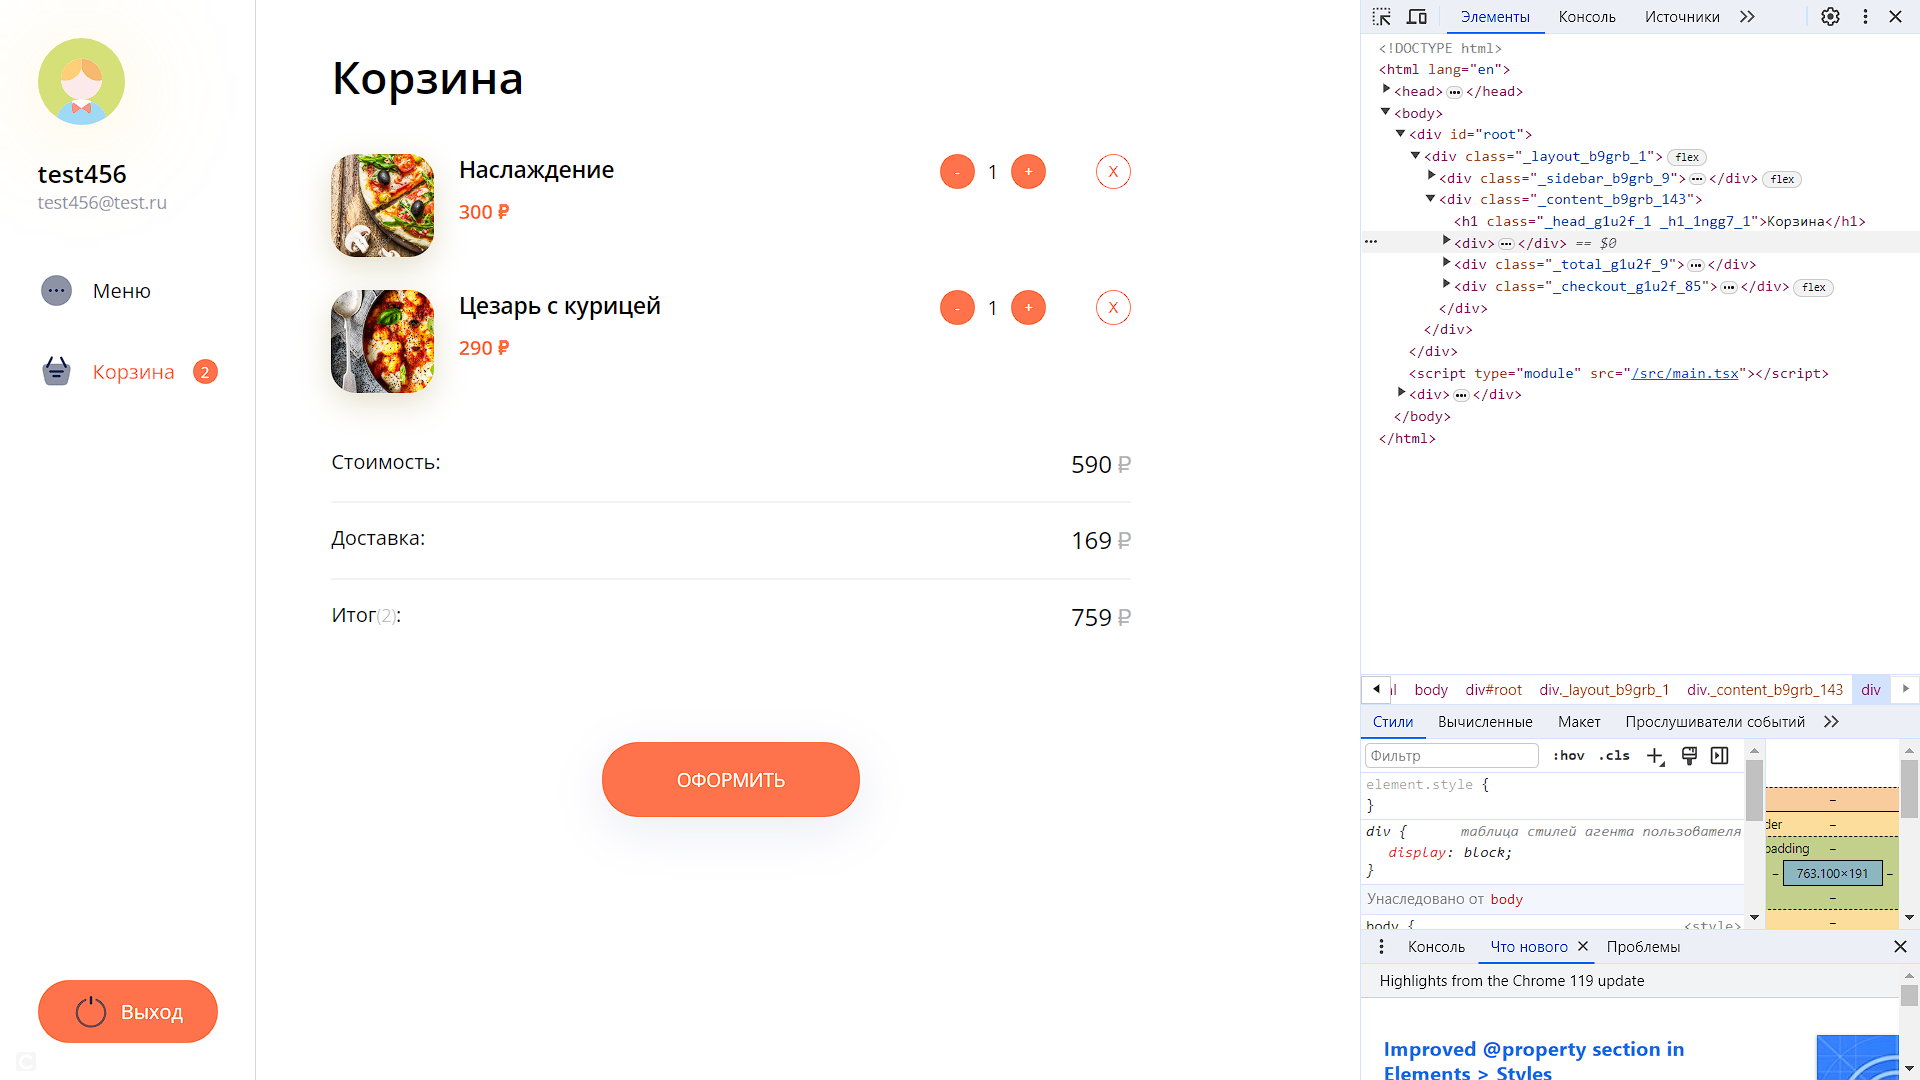 test456
test456@test.ru
Меню
Корзина 2
Выход
Корзина
Наслаждение
300 ₽
- 1 + X
Цезарь с курицей
290 ₽
- 1 + X
Стоимость: 590 ₽
Доставка: 169 ₽
Итог(2): 759 ₽
ОФОРМИТЬ
Элементы Консоль Источники
<!DOCTYPE html>
<html lang="en">
<head> ••• </head>
<body>
<div id="root">
<div class="_layout_b9grb_1"> flex
<div class="_sidebar_b9grb_9"> ••• </div> flex
<div class="_content_b9grb_143">
<h1 class="_head_g1u2f_1 _h1_1ngg7_1">Корзина</h1>
••• <div> ••• </div> == $0
<div class="_total_g1u2f_9"> ••• </div>
<div class="_checkout_g1u2f_85"> ••• </div> flex
</div>
</div>
</div>
<script type="module" src="/src/main.tsx"></script>
<div> ••• </div>
</body>
</html>
body div#root div._layout_b9grb_1 div._content_b9grb_143 div
Стили Вычисленные Макет Прослушиватели событий
Фильтр :hov .cls
element.style {
}
div { таблица стилей агента пользователя
display: block;
}
Унаследовано от body
body { <style>
der –
padding –
– 763.100×191 –
–
–
Консоль Что нового Проблемы
Highlights from the Chrome 119 update
Improved @property section in
Elements > Styles